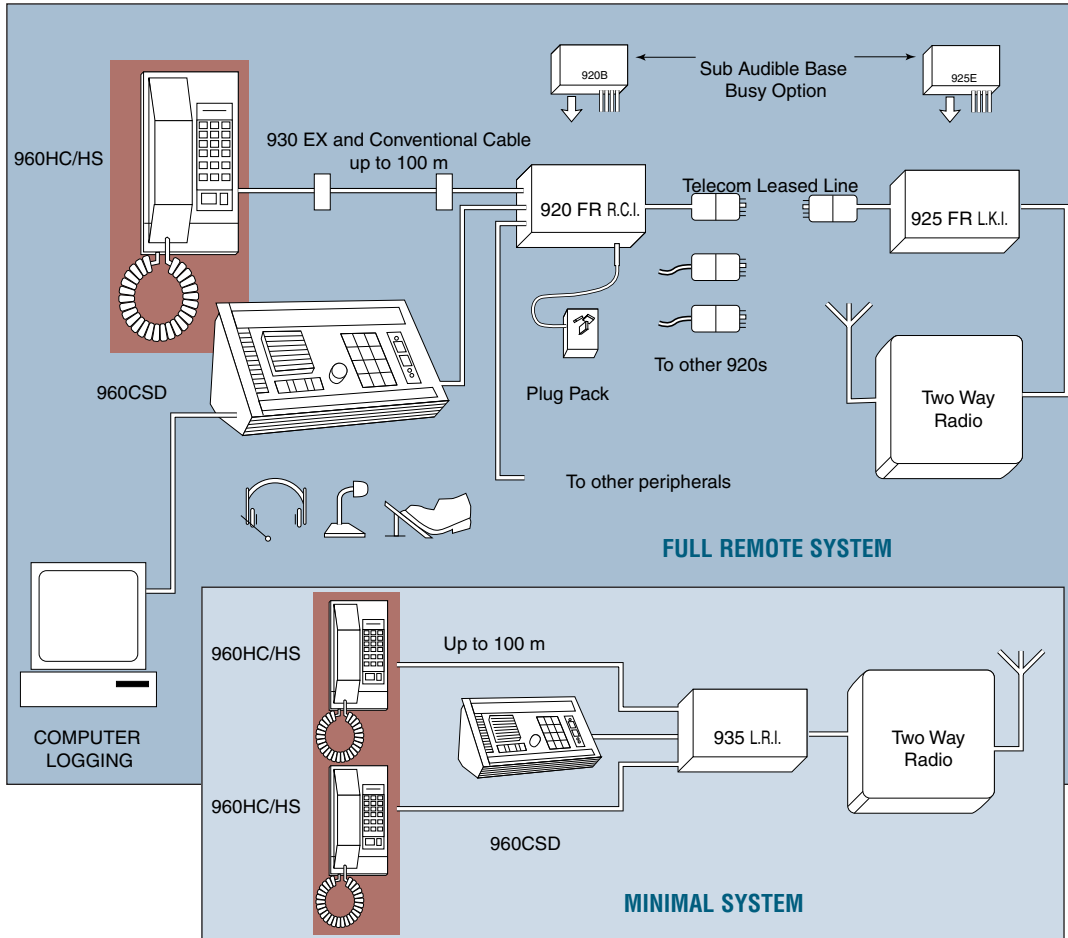 920B
Sub Audible Base
Busy Option
925E
960HC/HS
930 EX and Conventional Cable
up to 100 m
920 FR R.C.I.
Telecom Leased Line
925 FR L.K.I.
960CSD
Plug Pack
To other 920s
Two Way
Radio
To other peripherals
FULL REMOTE SYSTEM
COMPUTER
LOGGING
960HC/HS
Up to 100 m
935 L.R.I.
Two Way
Radio
960HC/HS
960CSD
MINIMAL SYSTEM